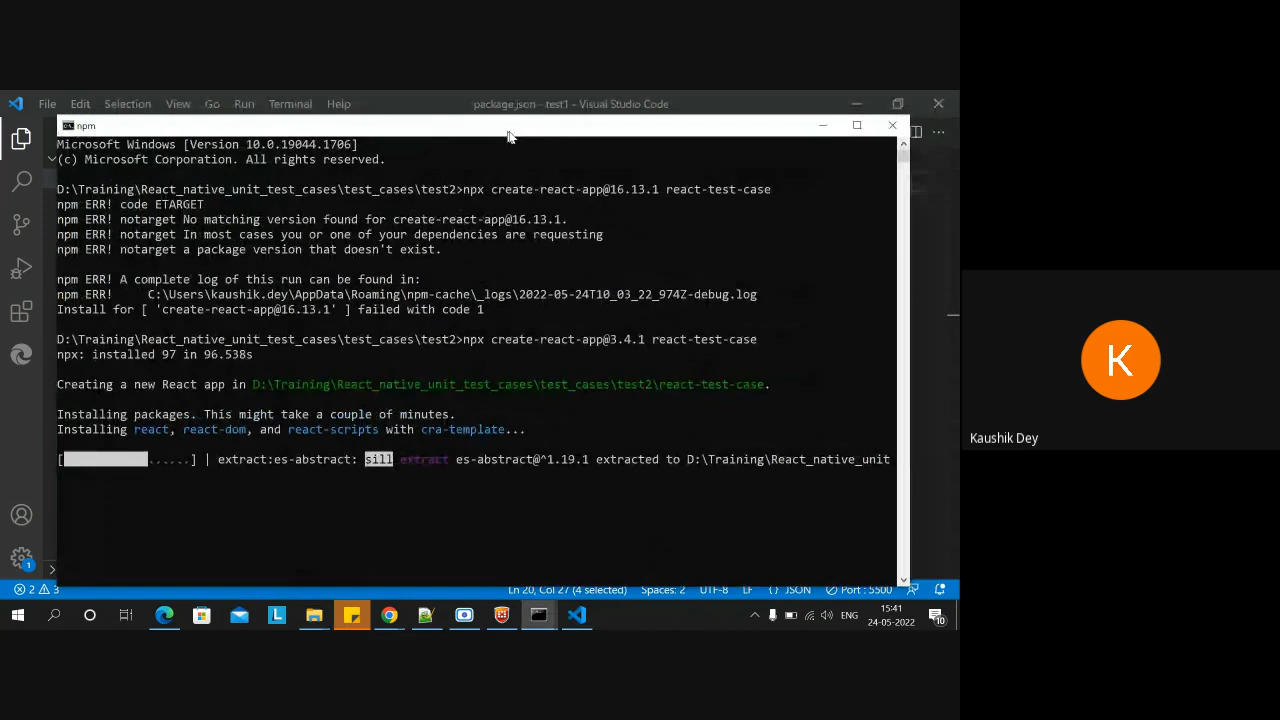 File Edit Selection View Go Run Terminal Help package.json - test1 - Visual Studio Code
npm
Microsoft Windows [Version 10.0.19044.1706]
(c) Microsoft Corporation. All rights reserved.
D:\Training\React_native_unit_test_cases\test_cases\test2>npx create-react-app@16.13.1 react-test-case
npm ERR! code ETARGET
npm ERR! notarget No matching version found for create-react-app@16.13.1.
npm ERR! notarget In most cases you or one of your dependencies are requesting
npm ERR! notarget a package version that doesn't exist.
npm ERR! A complete log of this run can be found in:
npm ERR!     C:\Users\kaushik.dey\AppData\Roaming\npm-cache\_logs\2022-05-24T10_03_22_974Z-debug.log
Install for [ 'create-react-app@16.13.1' ] failed with code 1
D:\Training\React_native_unit_test_cases\test_cases\test2>npx create-react-app@3.4.1 react-test-case
npx: installed 97 in 96.538s
Creating a new React app in D:\Training\React_native_unit_test_cases\test_cases\test2\react-test-case.
Installing packages. This might take a couple of minutes.
Installing react, react-dom, and react-scripts with cra-template...
[ ......] | extract:es-abstract: sill extract es-abstract@^1.19.1 extracted to D:\Training\React_native_unit
K
Kaushik Dey
1
2 3 Ln 20, Col 27 (4 selected) Spaces: 2 UTF-8 LF {} JSON Port : 5500
L ENG 15:41
24-05-2022
10